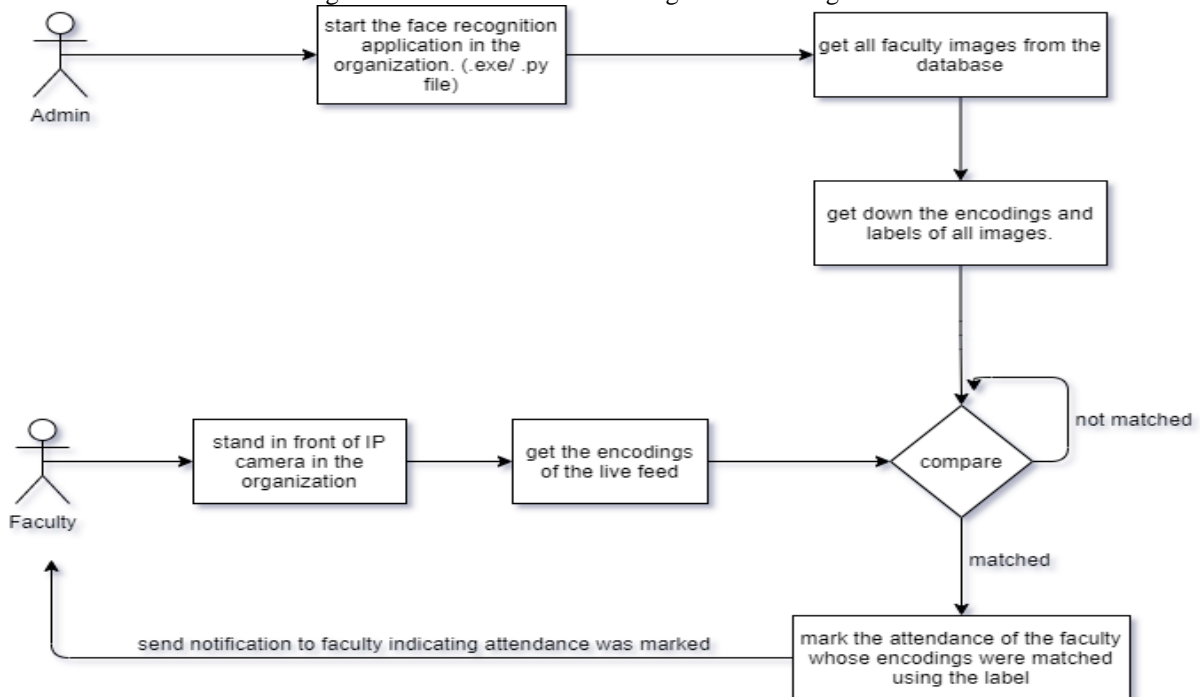 start the face recognition
application in the
organization. (.exe/ .py
file)
get all faculty images from the
database
Admin
get down the encodings and
labels of all images.
not matched
stand in front of IP
camera in the
organization
get the encodings
of the live feed
compare
Faculty
matched
send notification to faculty indicating attendance was marked
mark the attendance of the faculty
whose encodings were matched
using the label